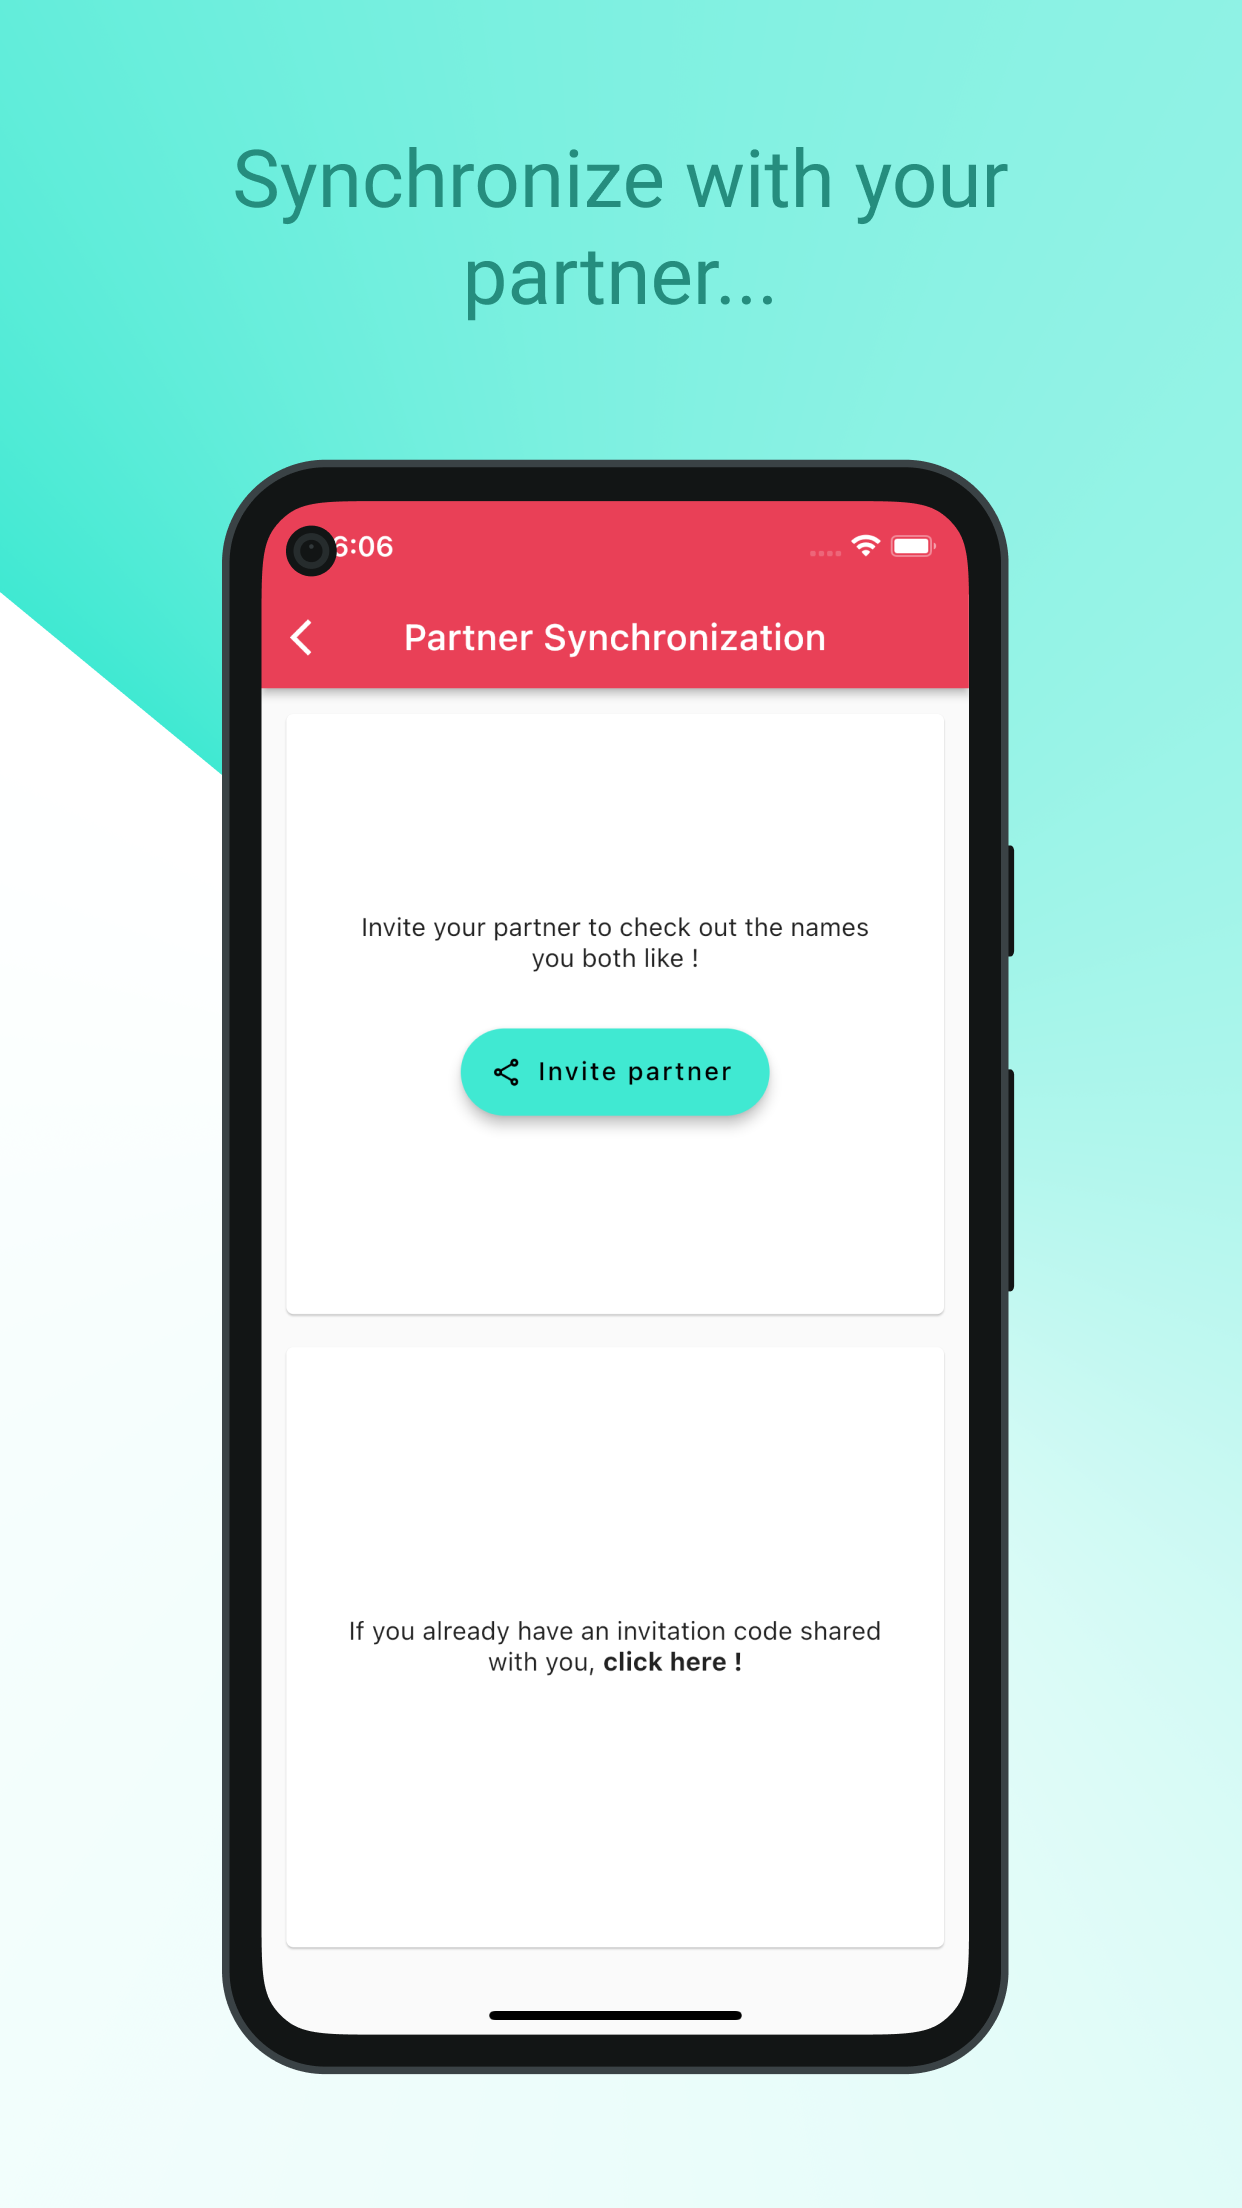 Synchronize with your
partner...
6:06
Partner Synchronization
Invite your partner to check out the names
you both like !
Invite partner
If you already have an invitation code shared
with you, click here !